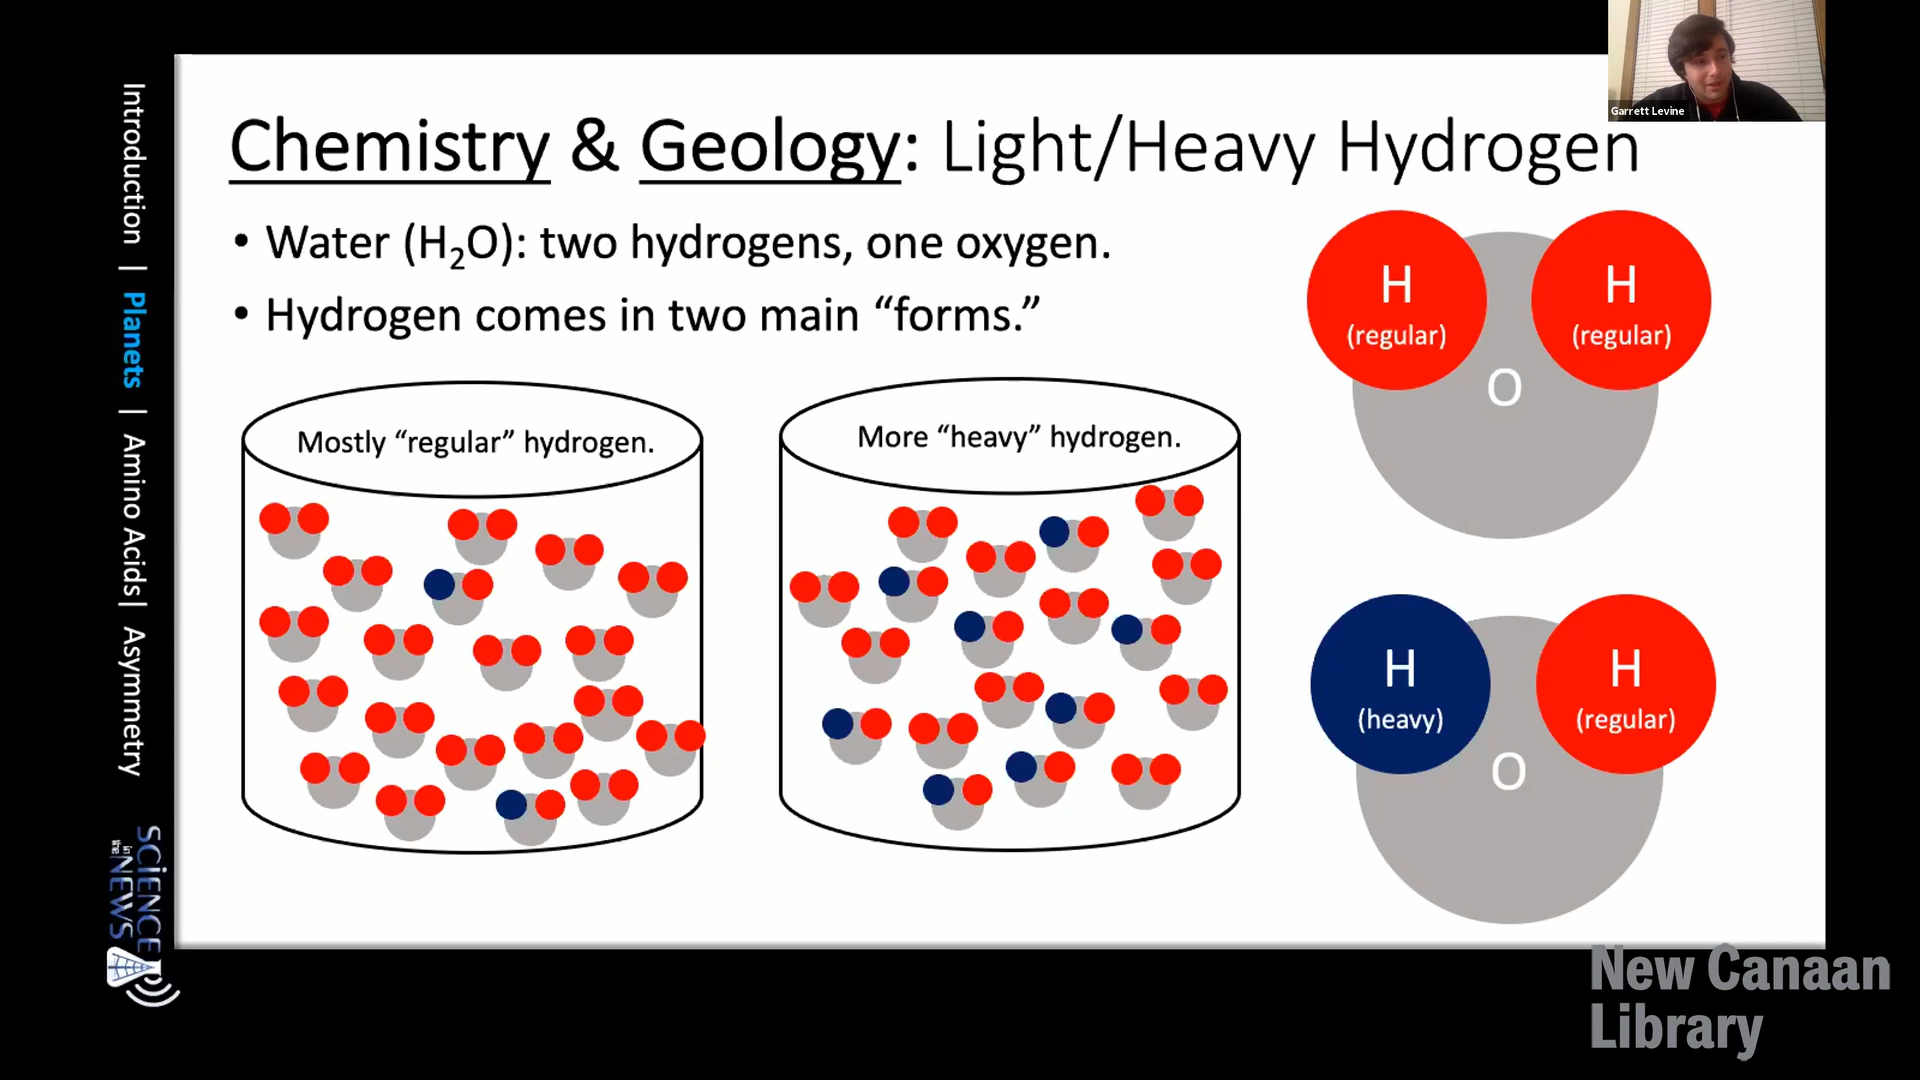 Garrett Levine
Chemistry & Geology: Light/Heavy Hydrogen
• Water (H₂O): two hydrogens, one oxygen.
• Hydrogen comes in two main “forms.”
Mostly “regular” hydrogen.
More “heavy” hydrogen.
H
(regular)
H
(regular)
O
H
(heavy)
H
(regular)
O
Introduction | Planets | Amino Acids| Asymmetry
SCIENCE
in
the
NEWS
New Canaan
Library